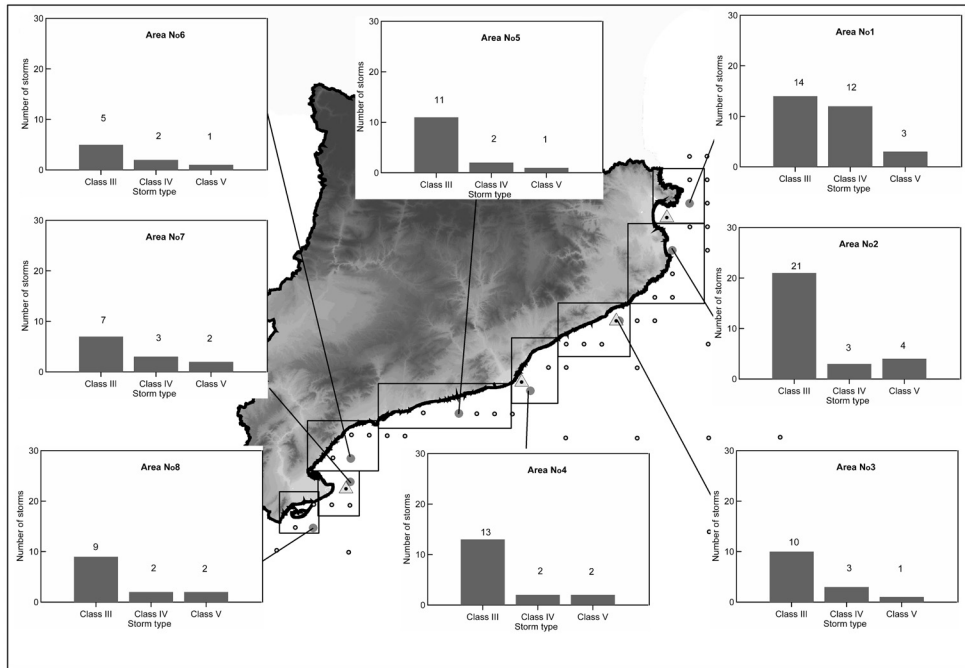 Area No6
Number of storms
30
20
10
0
5
2
1
Class III Class IV Class V
Storm type
Area No5
Number of storms
30
20
10
0
11
2
1
Class III Class IV Class V
Storm type
Area No1
Number of storms
30
20
10
0
14
12
3
Class III Class IV Class V
Storm type
Area No7
Number of storms
30
20
10
0
7
3
2
Class III Class IV Class V
Storm type
Area No2
Number of storms
30
20
10
0
21
3
4
Class III Class IV Class V
Storm type
Area No8
Number of storms
30
20
10
0
9
2
2
Class III Class IV Class V
Storm type
Area No4
Number of storms
30
20
10
0
13
2
2
Class III Class IV Class V
Storm type
Area No3
Number of storms
30
20
10
0
10
3
1
Class III Class IV Class V
Storm type